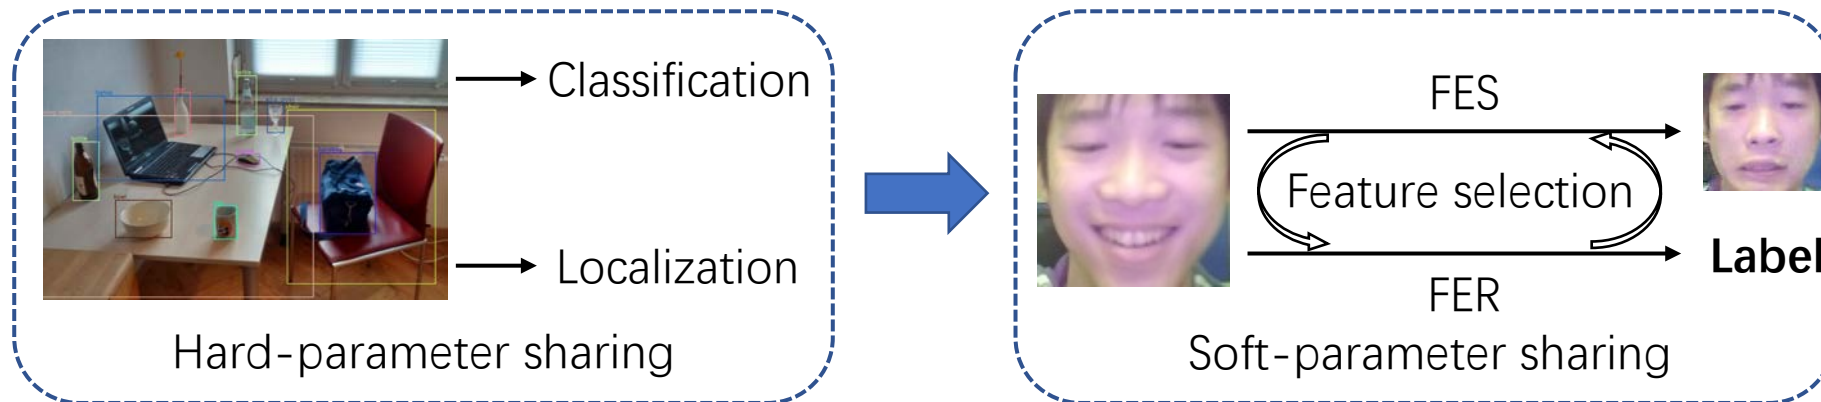 Classification
Localization
Hard-parameter sharing
FES
Feature selection
FER
Label
Soft-parameter sharing